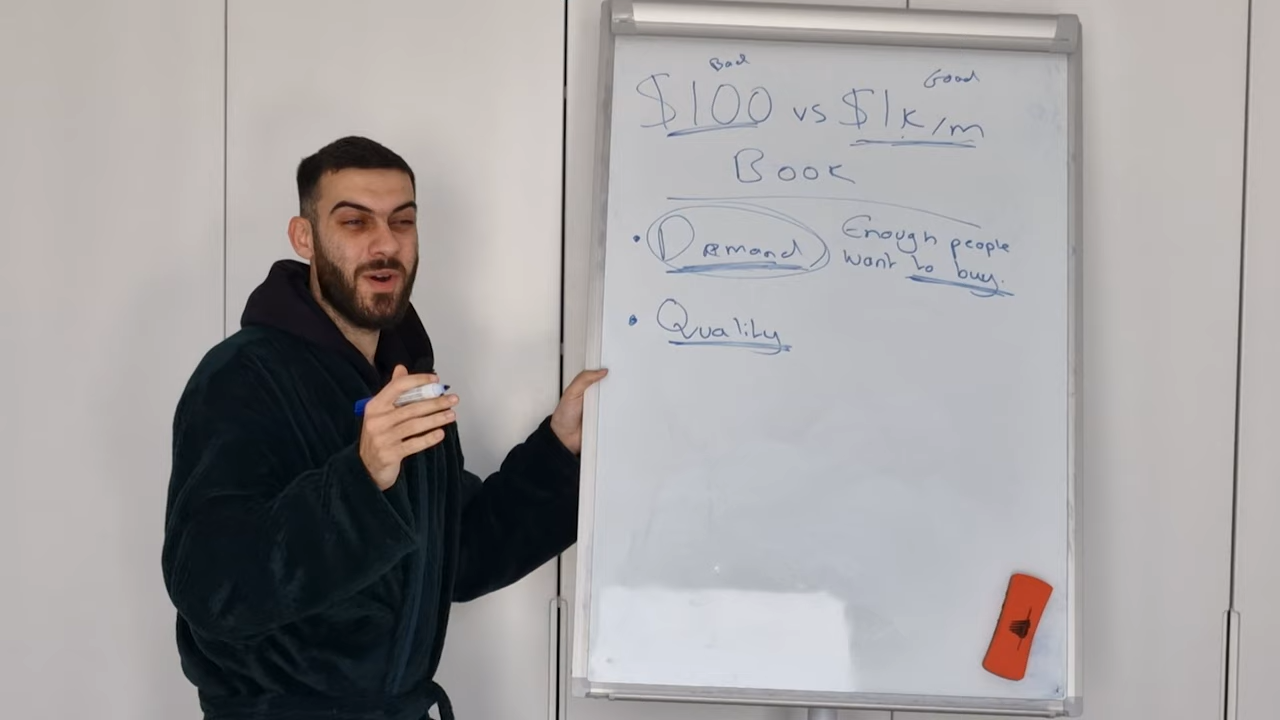 Bad
Good
$100 vs $1k/m
Book
• Demand
Enough people
want to buy.
• Quality